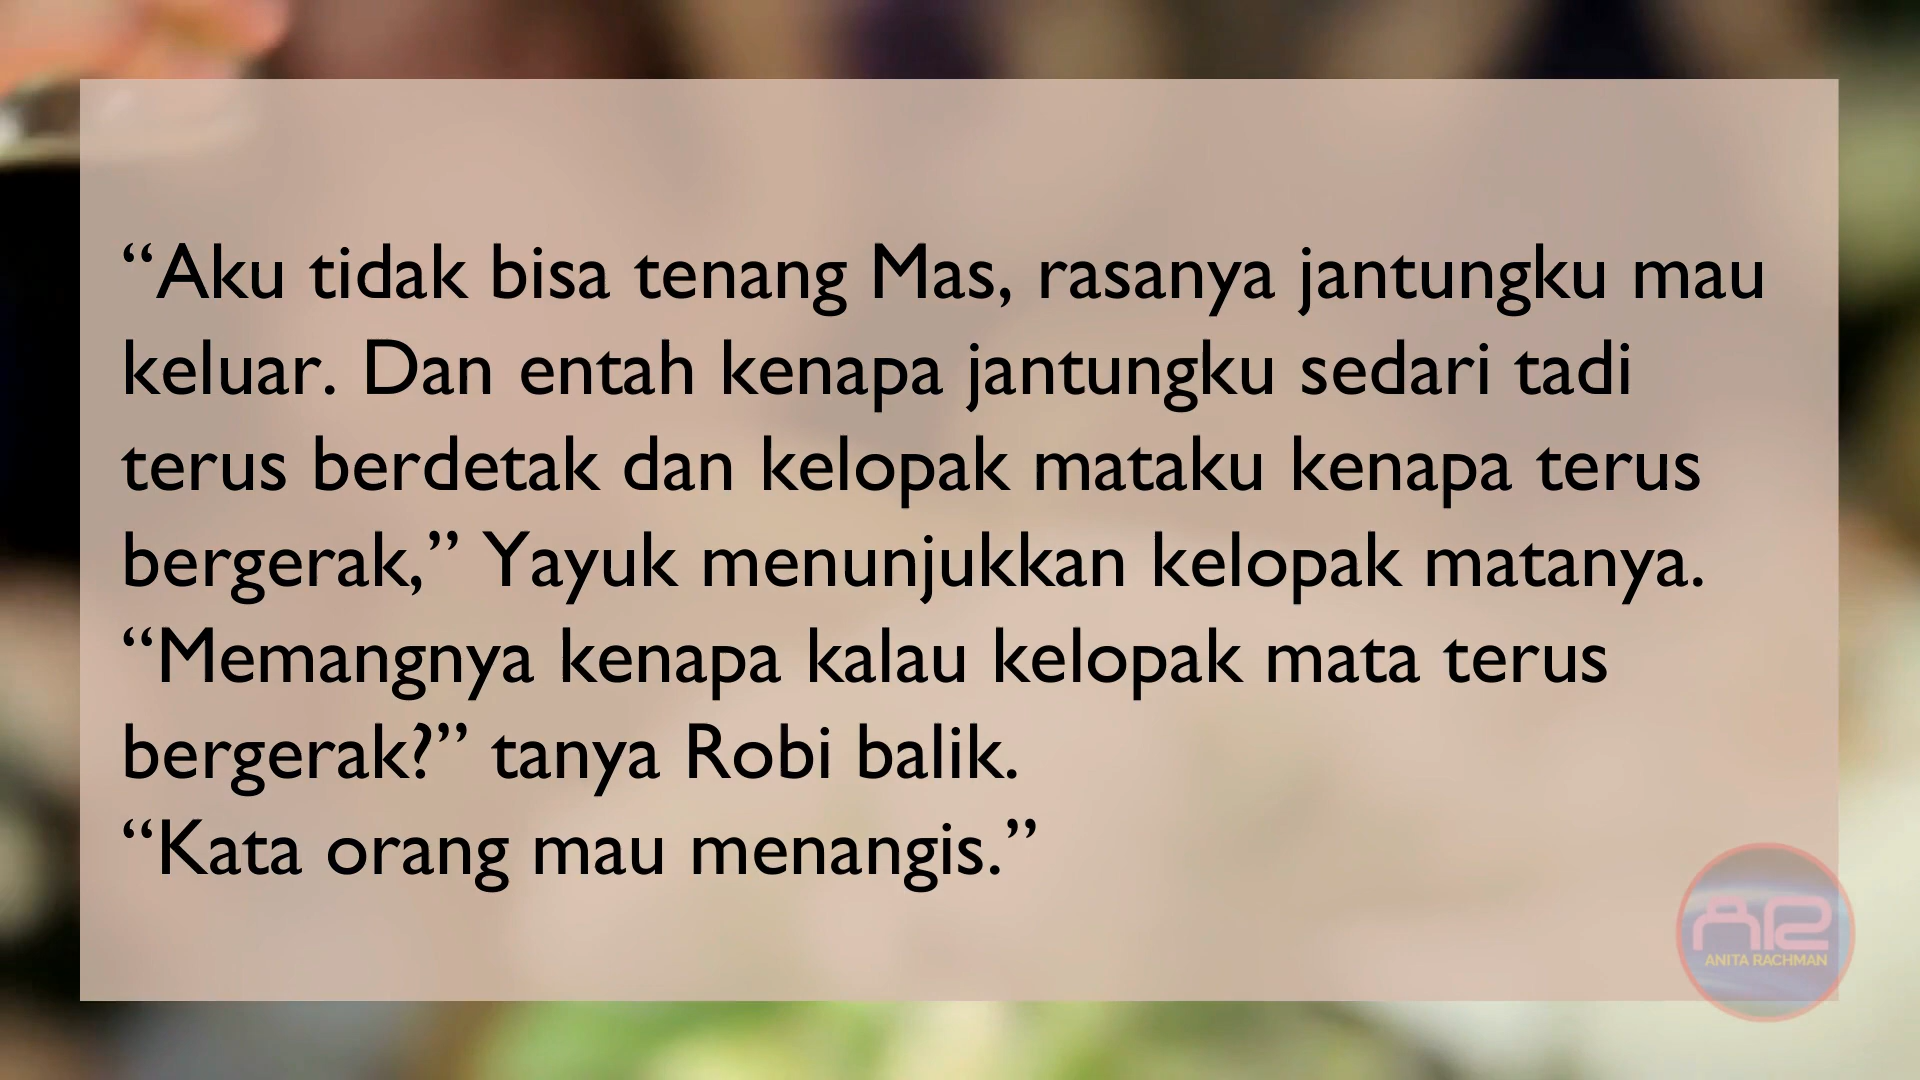 “Aku tidak bisa tenang Mas, rasanya jantungku mau
keluar. Dan entah kenapa jantungku sedari tadi
terus berdetak dan kelopak mataku kenapa terus
bergerak,” Yayuk menunjukkan kelopak matanya.
“Memangnya kenapa kalau kelopak mata terus
bergerak?” tanya Robi balik.
“Kata orang mau menangis.”
AR
ANITA RACHMAN